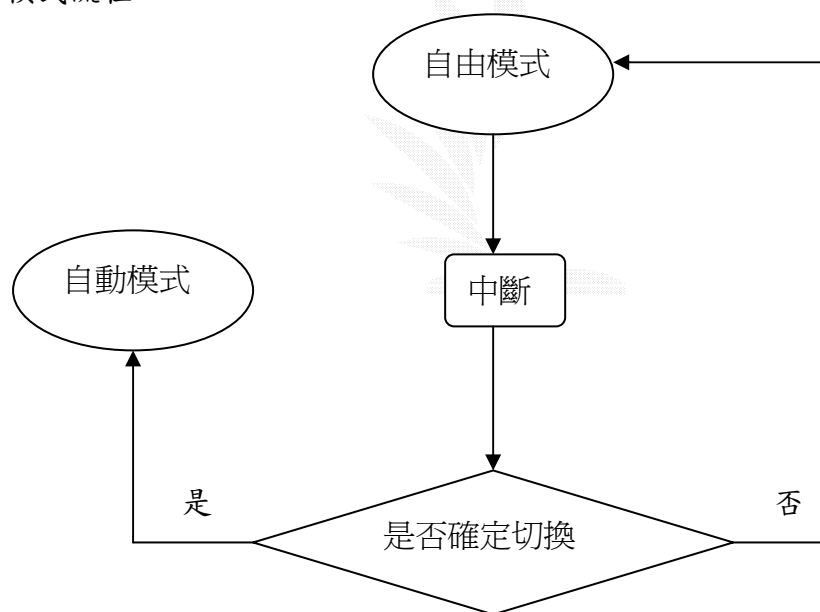 模式流程
自由模式
自動模式
中斷
是
否
是否確定切換